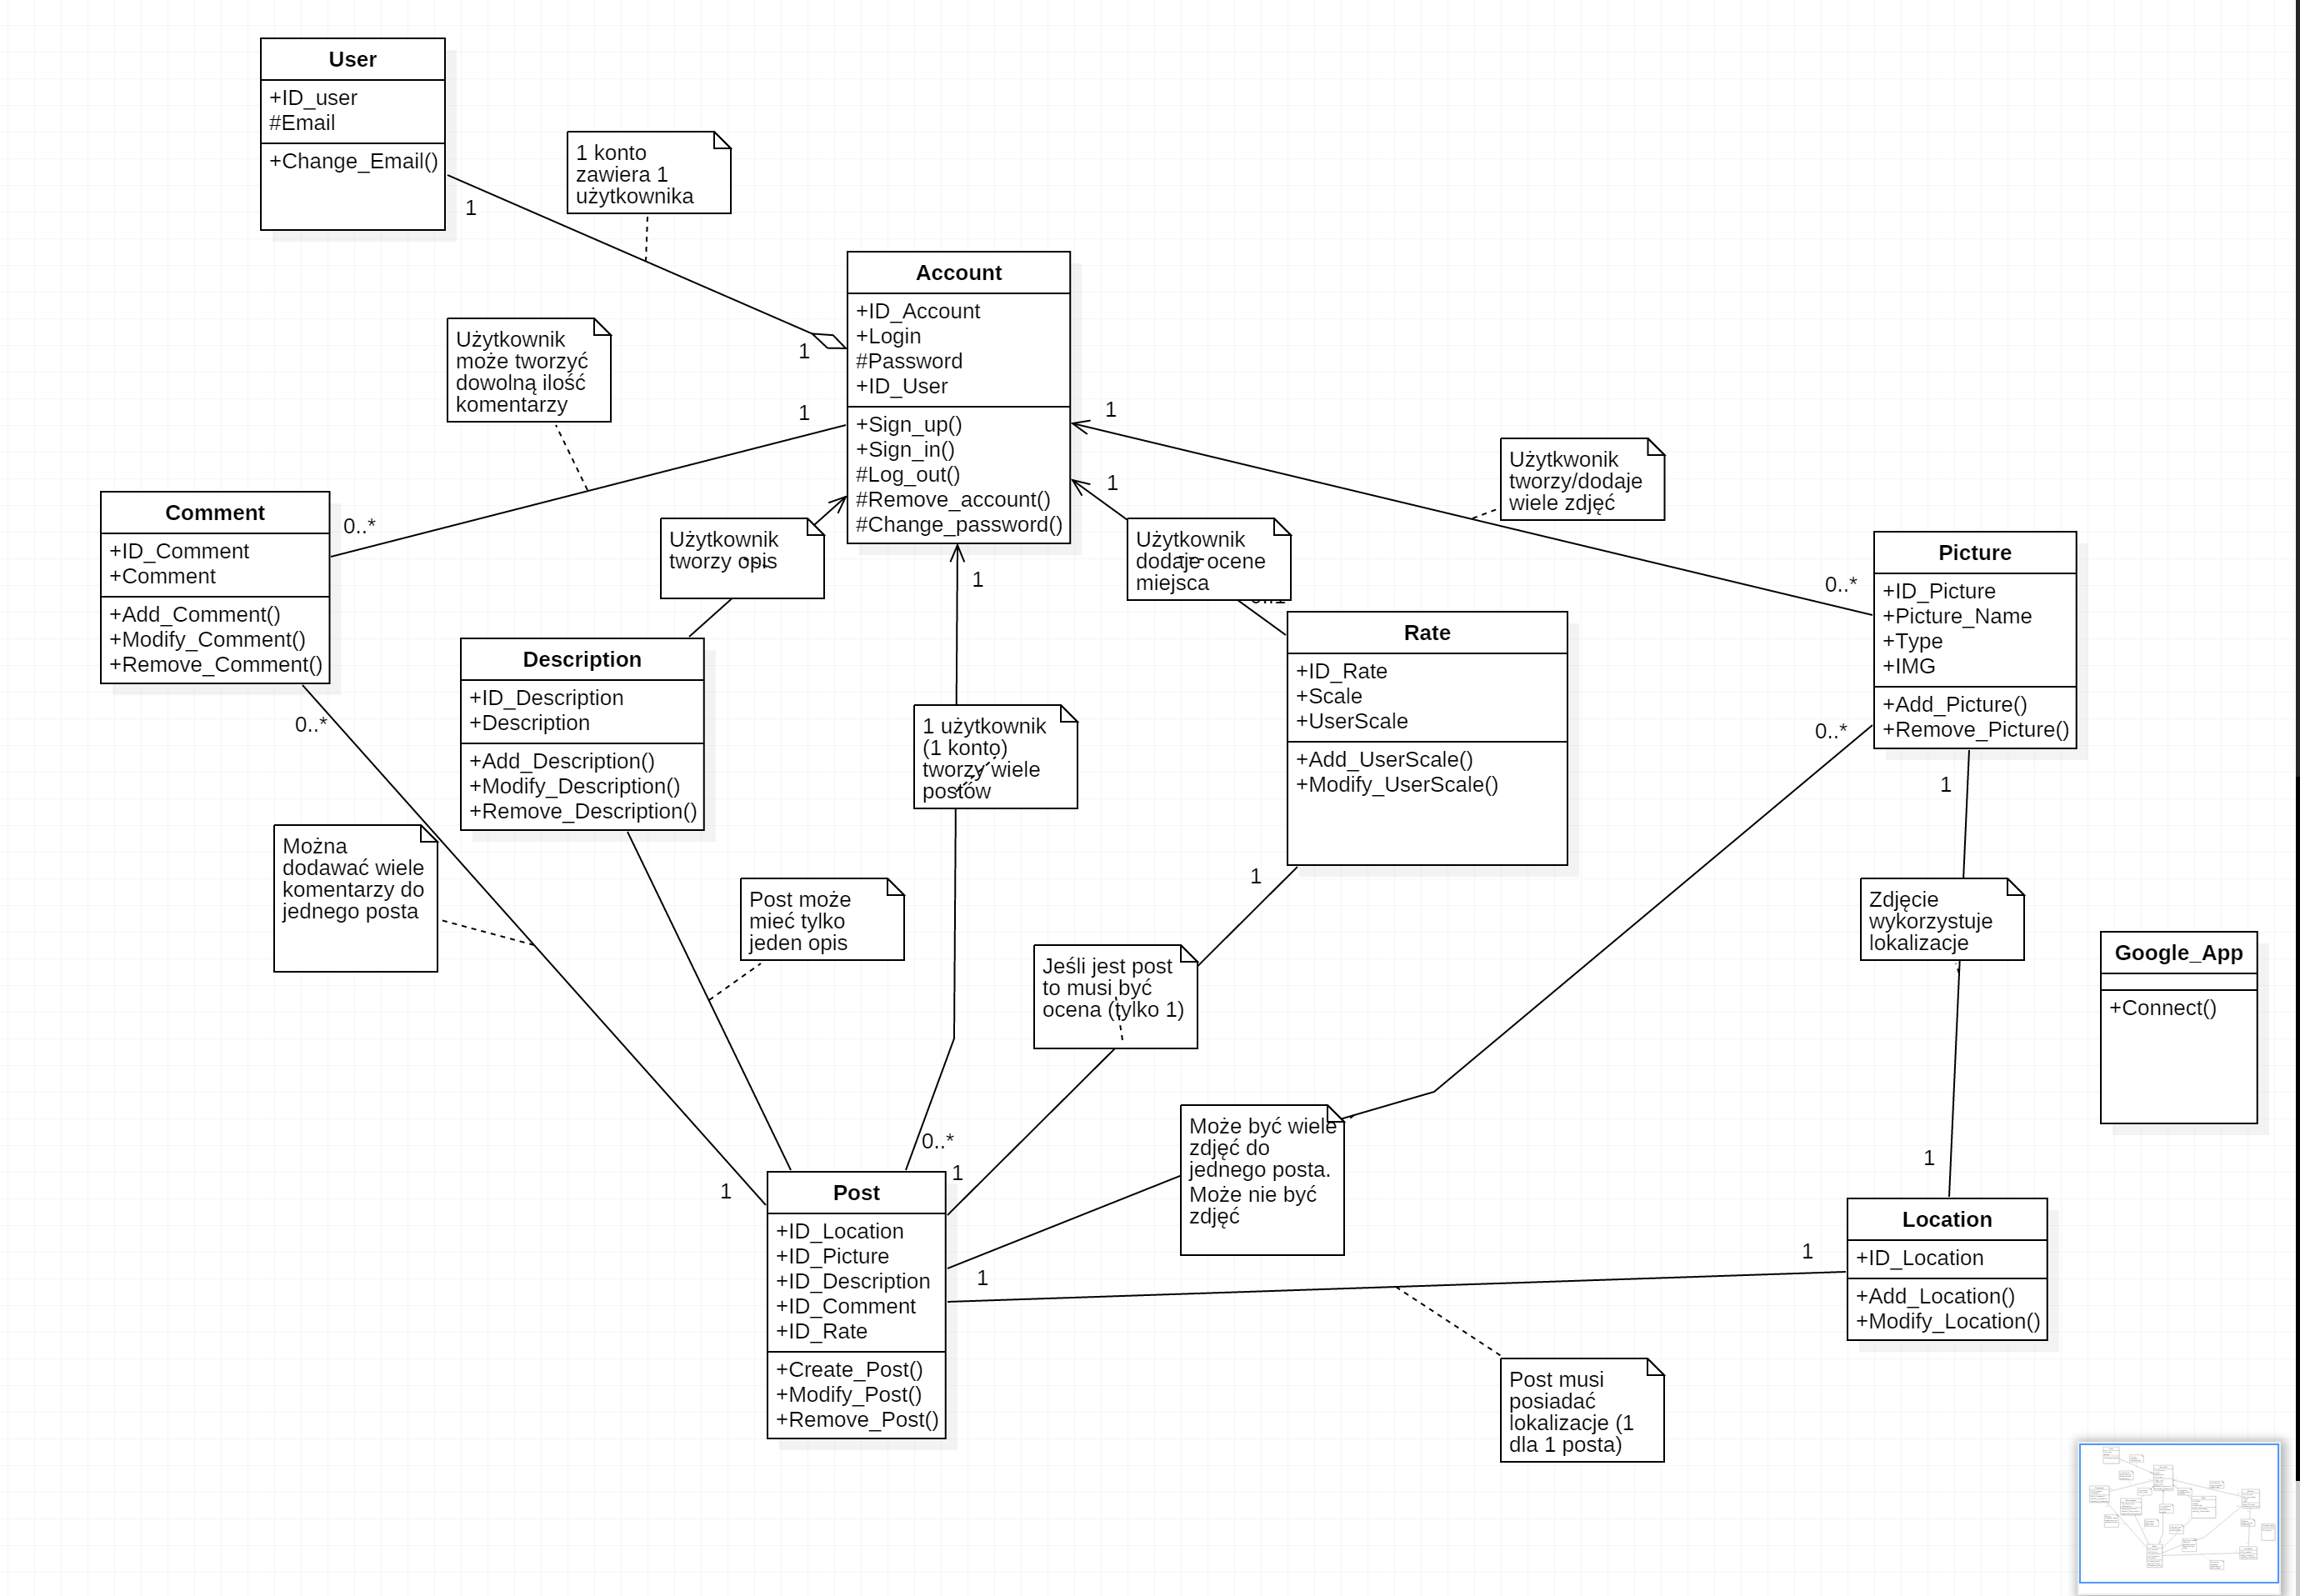 User
+ID_user
#Email
+Change_Email()
1
1 konto
zawiera 1
użytkownika
1
Account
+ID_Account
+Login
#Password
+ID_User
+Sign_up()
+Sign_in()
#Log_out()
#Remove_account()
#Change_password()
Użytkownik
może tworzyć
dowolną ilość
komentarzy
1
1
1
1
Użytkwonik
tworzy/dodaje
wiele zdjęć
Comment
+ID_Comment
+Comment
+Add_Comment()
+Modify_Comment()
+Remove_Comment()
0..*
0..*
Użytkownik
tworzy opis
Użytkownik
dodaje ocene
miejsca
0..*
Picture
+ID_Picture
+Picture_Name
+Type
+IMG
+Add_Picture()
+Remove_Picture()
0..*
1
Description
+ID_Description
+Description
+Add_Description()
+Modify_Description()
+Remove_Description()
Rate
+ID_Rate
+Scale
+UserScale
+Add_UserScale()
+Modify_UserScale()
1
1 użytkownik
(1 konto)
tworzy wiele
postów
Można
dodawać wiele
komentarzy do
jednego posta
Post może
mieć tylko
jeden opis
Jeśli jest post
to musi być
ocena (tylko 1)
Zdjęcie
wykorzystuje
lokalizacje
Google_App
+Connect()
Może być wiele
zdjęć do
jednego posta.
Może nie być
zdjęć
0..*
1
1
1
Post
+ID_Location
+ID_Picture
+ID_Description
+ID_Comment
+ID_Rate
+Create_Post()
+Modify_Post()
+Remove_Post()
1
1
Location
+ID_Location
+Add_Location()
+Modify_Location()
Post musi
posiadać
lokalizacje (1
dla 1 posta)